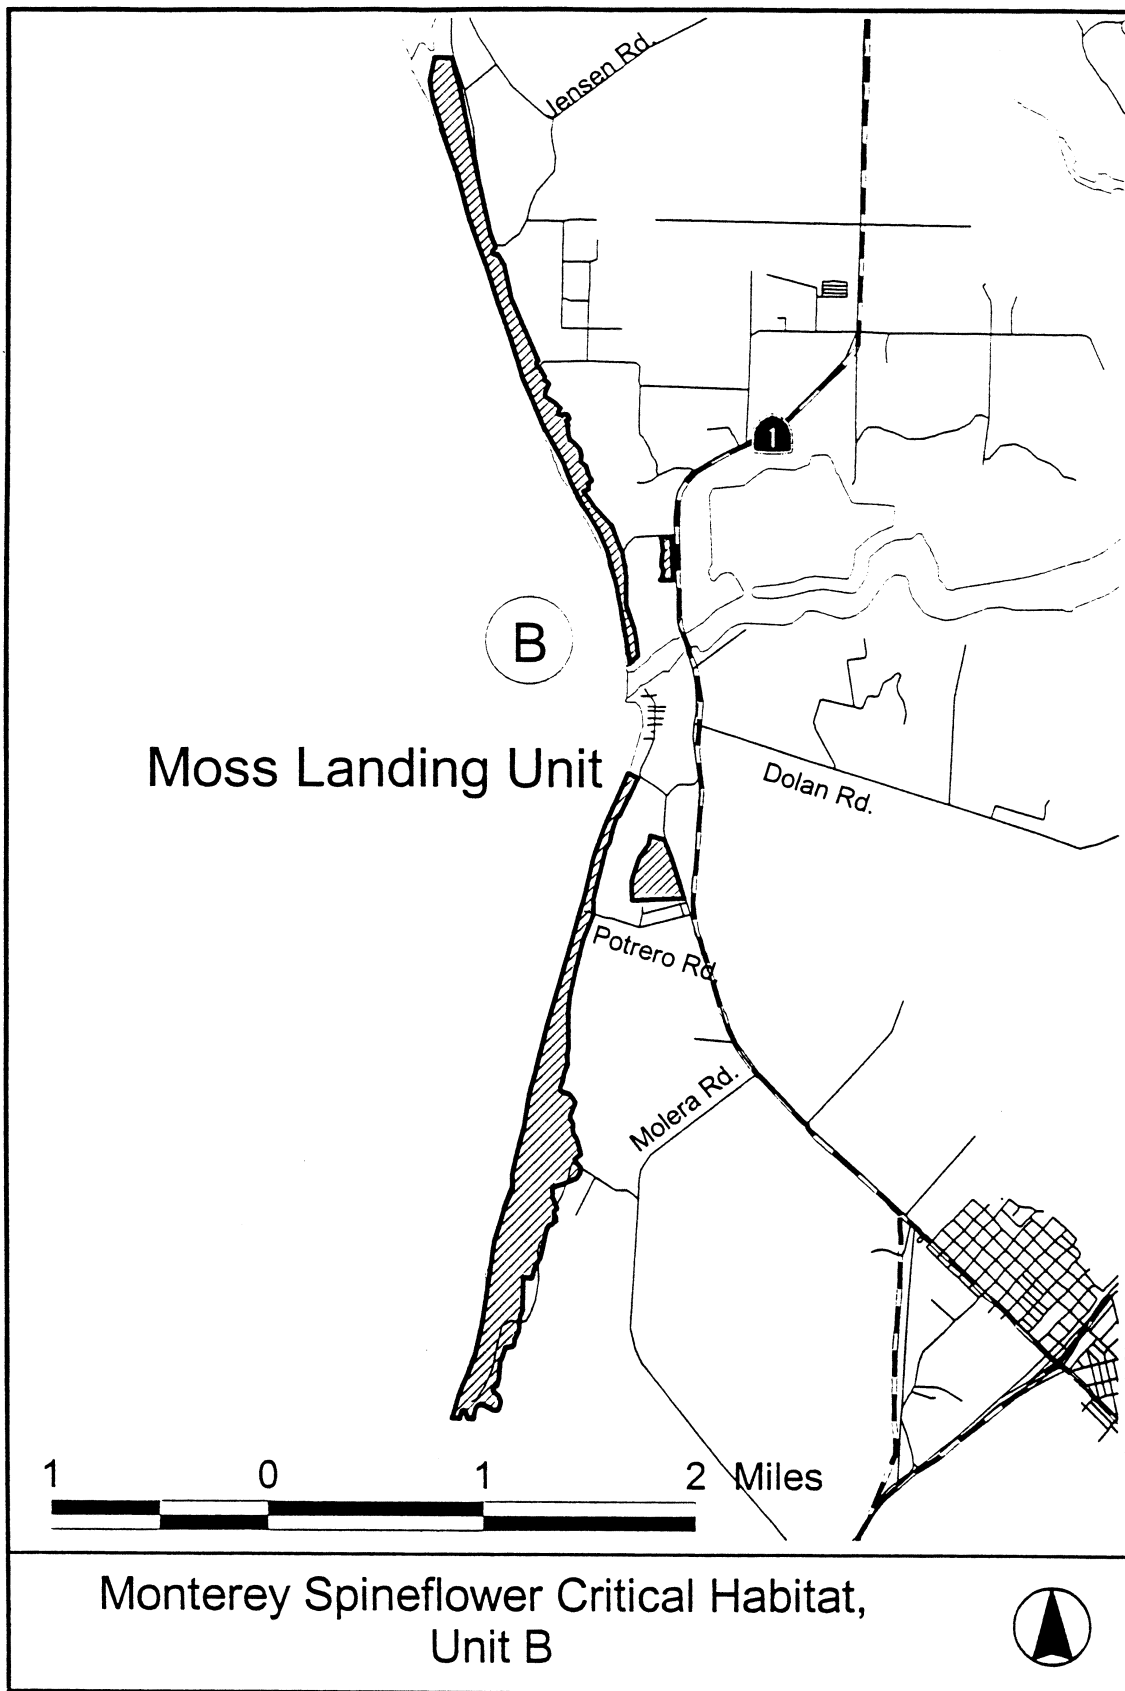 Jensen Rd.
1
B
Moss Landing Unit
Dolan Rd.
Potrero Rd.
Molera Rd.
1 0 1 2 Miles
Monterey Spineflower Critical Habitat,
Unit B